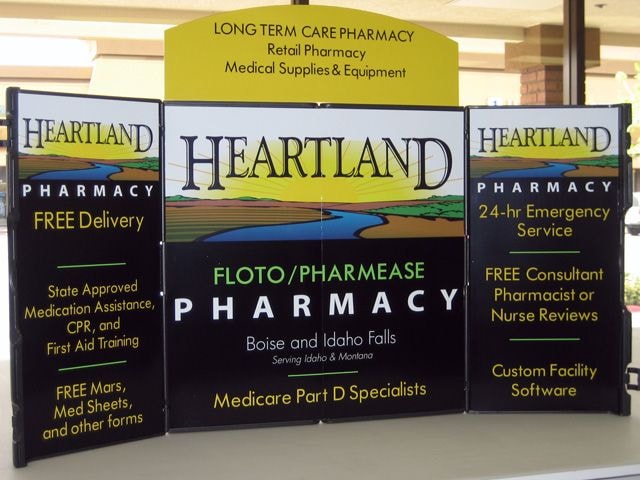 LONG TERM CARE PHARMACY
Retail Pharmacy
Medical Supplies & Equipment
HEARTLAND
PHARMACY
FREE Delivery
State Approved
Medication Assistance,
CPR, and
First Aid Training
FREE Mars,
Med Sheets,
and other forms
HEARTLAND
FLOTO/PHARMEASE
PHARMACY
Boise and Idaho Falls
Serving Idaho & Montana
Medicare Part D Specialists
HEARTLAND
PHARMACY
24-hr Emergency
Service
FREE Consultant
Pharmacist or
Nurse Reviews
Custom Facility
Software